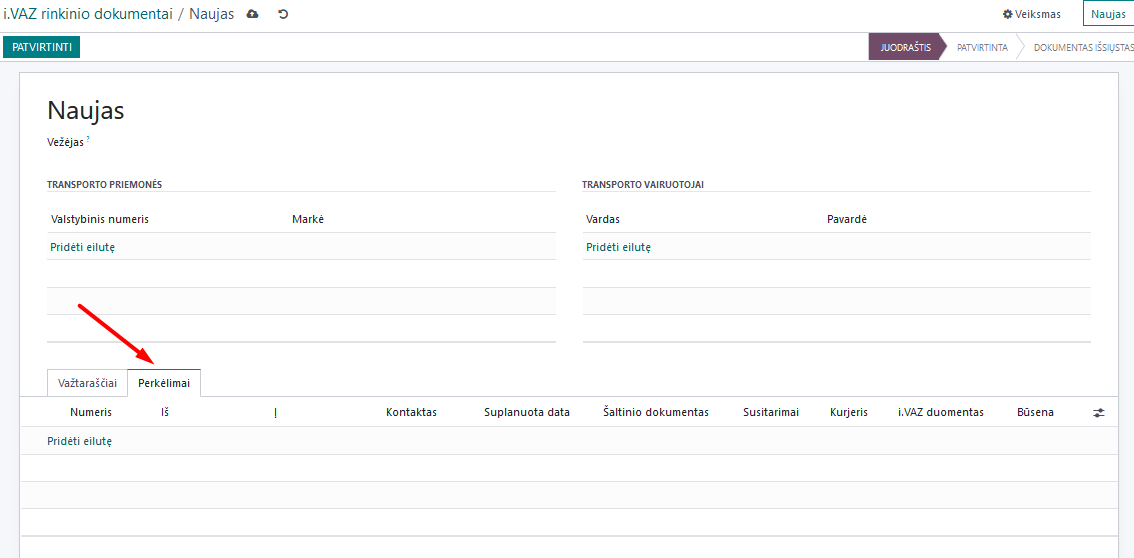 i.VAZ rinkinio dokumentai / Naujas Veiksmas Naujas
PATVIRTINTI JUODRAŠTIS PATVIRTINTA DOKUMENTAS IŠSIŲSTAS
Naujas
Vežėjas ?
TRANSPORTO PRIEMONĖS TRANSPORTO VAIRUOTOJAI
Valstybinis numeris Markė Vardas Pavardė
Pridėti eilutę Pridėti eilutę
Važtaraščiai Perkėlimai
Numeris Iš Į Kontaktas Suplanuota data Šaltinio dokumentas Susitarimai Kurjeris i.VAZ duomentas Būsena
Pridėti eilutę